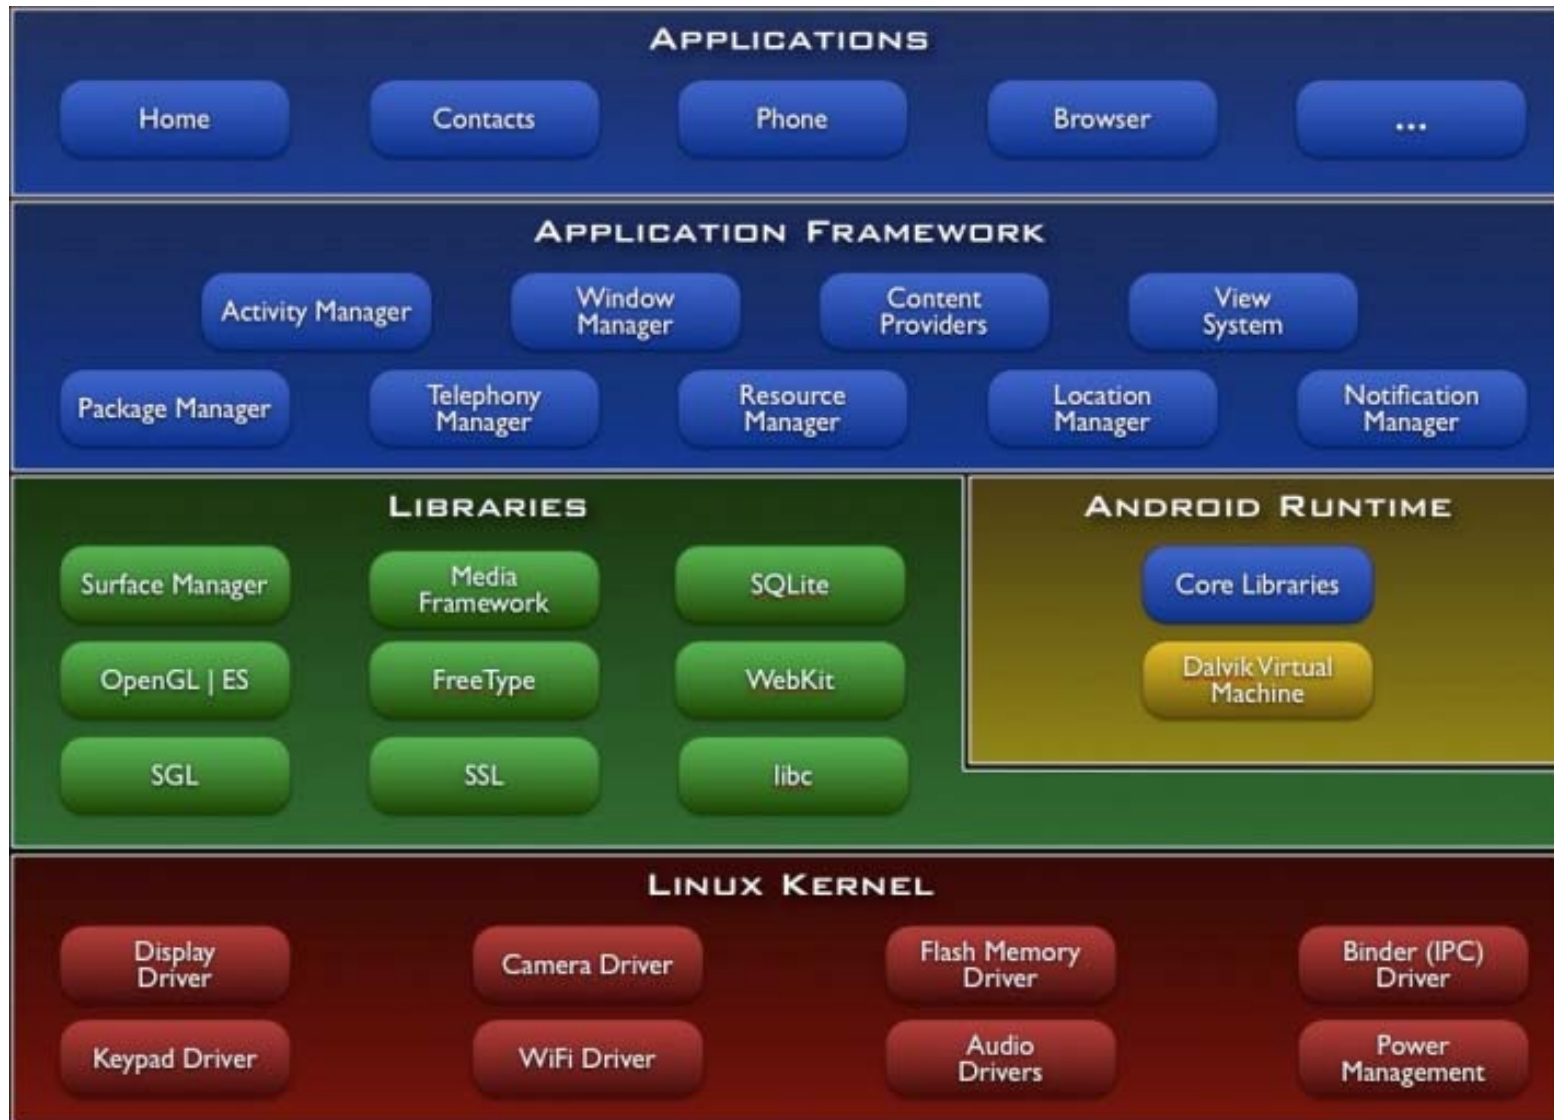 APPLICATIONS
Home
Contacts
Phone
Browser
...
APPLICATION FRAMEWORK
Activity Manager
Window
Manager
Content
Providers
View
System
Package Manager
Telephony
Manager
Resource
Manager
Location
Manager
Notification
Manager
LIBRARIES
Surface Manager
Media
Framework
SQLite
OpenGL | ES
FreeType
WebKit
SGL
SSL
libc
ANDROID RUNTIME
Core Libraries
Dalvik Virtual
Machine
LINUX KERNEL
Display
Driver
Camera Driver
Flash Memory
Driver
Binder (IPC)
Driver
Keypad Driver
WiFi Driver
Audio
Drivers
Power
Management